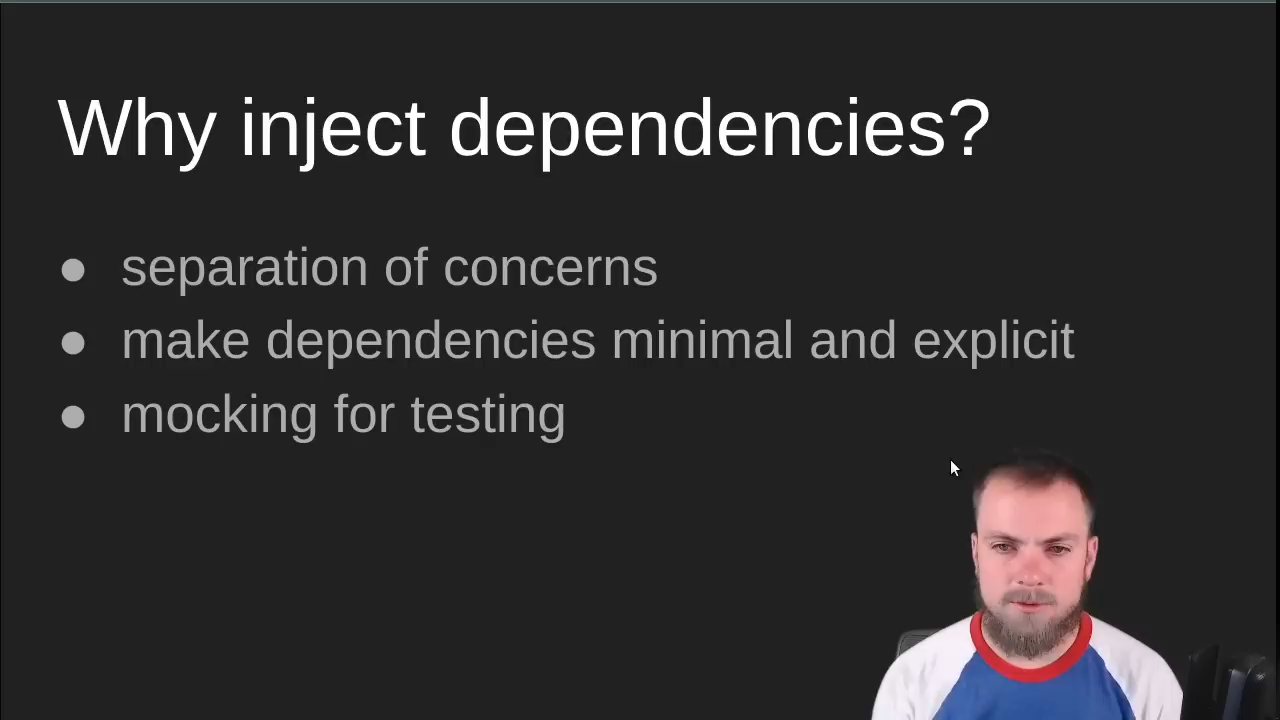 Why inject dependencies?
● separation of concerns
● make dependencies minimal and explicit
● mocking for testing